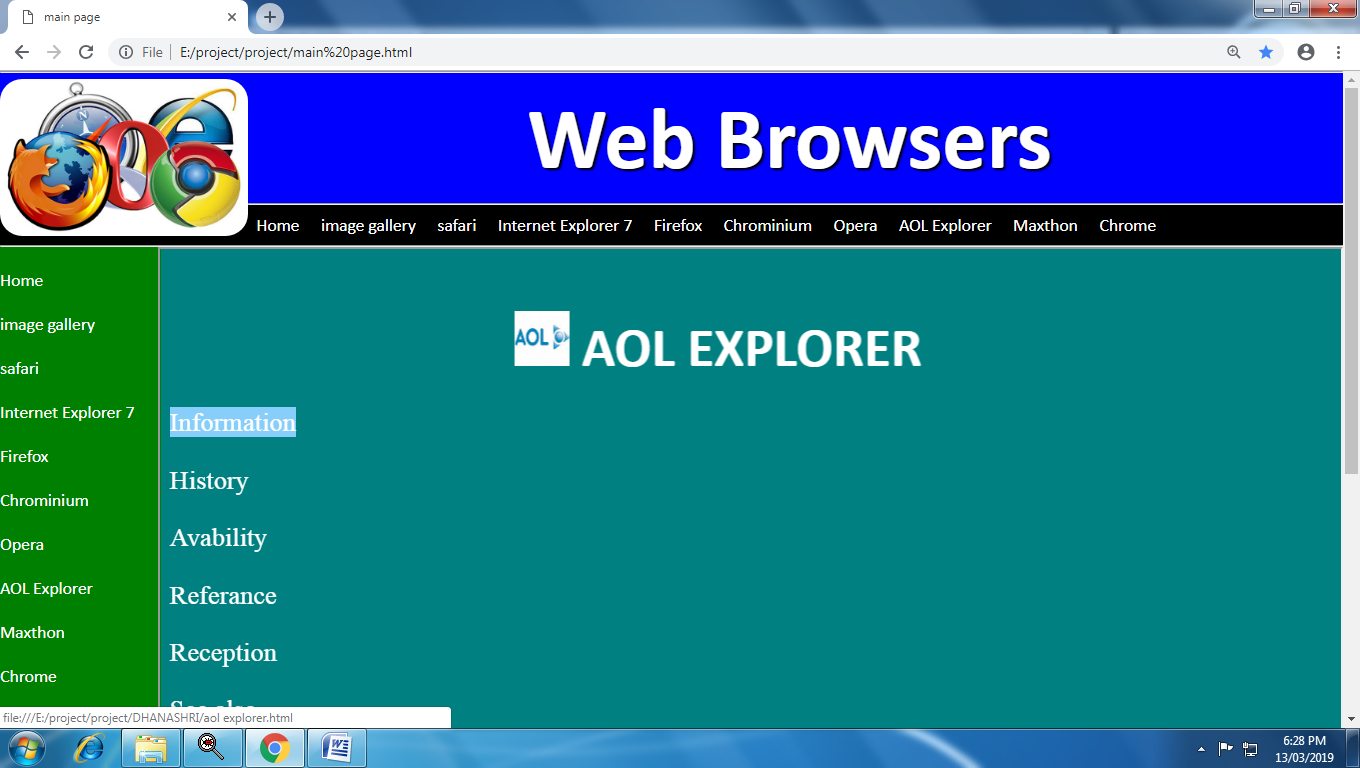 main page
File E:/project/project/main%20page.html
Web Browsers
Home image gallery safari Internet Explorer 7 Firefox Chrominium Opera AOL Explorer Maxthon Chrome
Home
image gallery
safari
Internet Explorer 7
Firefox
Chrominium
Opera
AOL Explorer
Maxthon
Chrome
AOL AOL EXPLORER
Information
History
Avability
Referance
Reception
See also
file:///E:/project/project/DHANASHRI/aol explorer.html
6:28 PM
13/03/2019